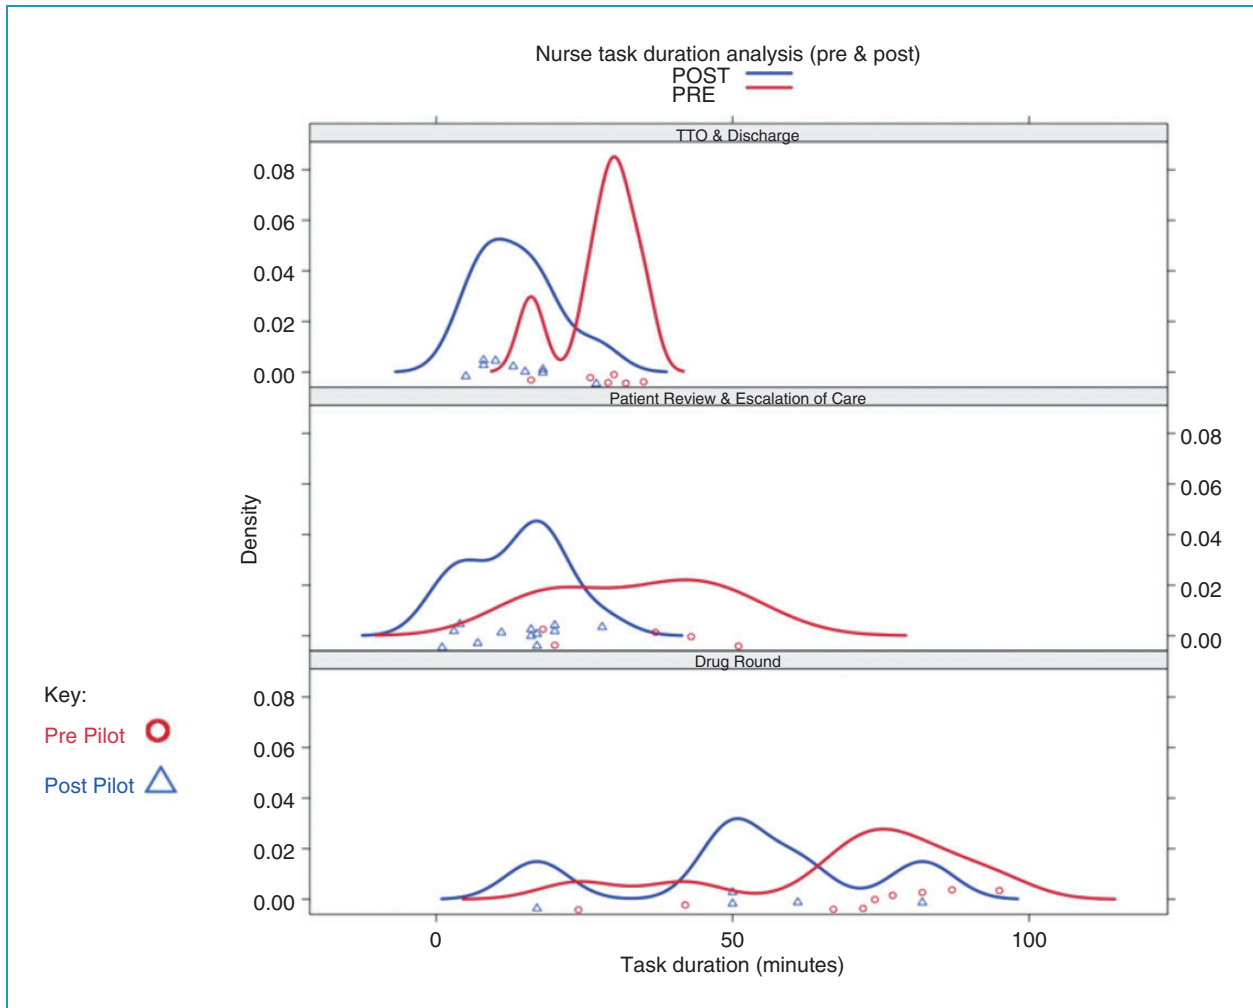 Nurse task duration analysis (pre & post)
POST
PRE
TTO & Discharge
0.08
0.06
0.04
0.02
0.00
Patient Review & Escalation of Care
0.08
0.06
0.04
0.02
0.00
Density
Drug Round
0.08
0.06
0.04
0.02
0.00
Key:
Pre Pilot
Post Pilot
0 50 100
Task duration (minutes)